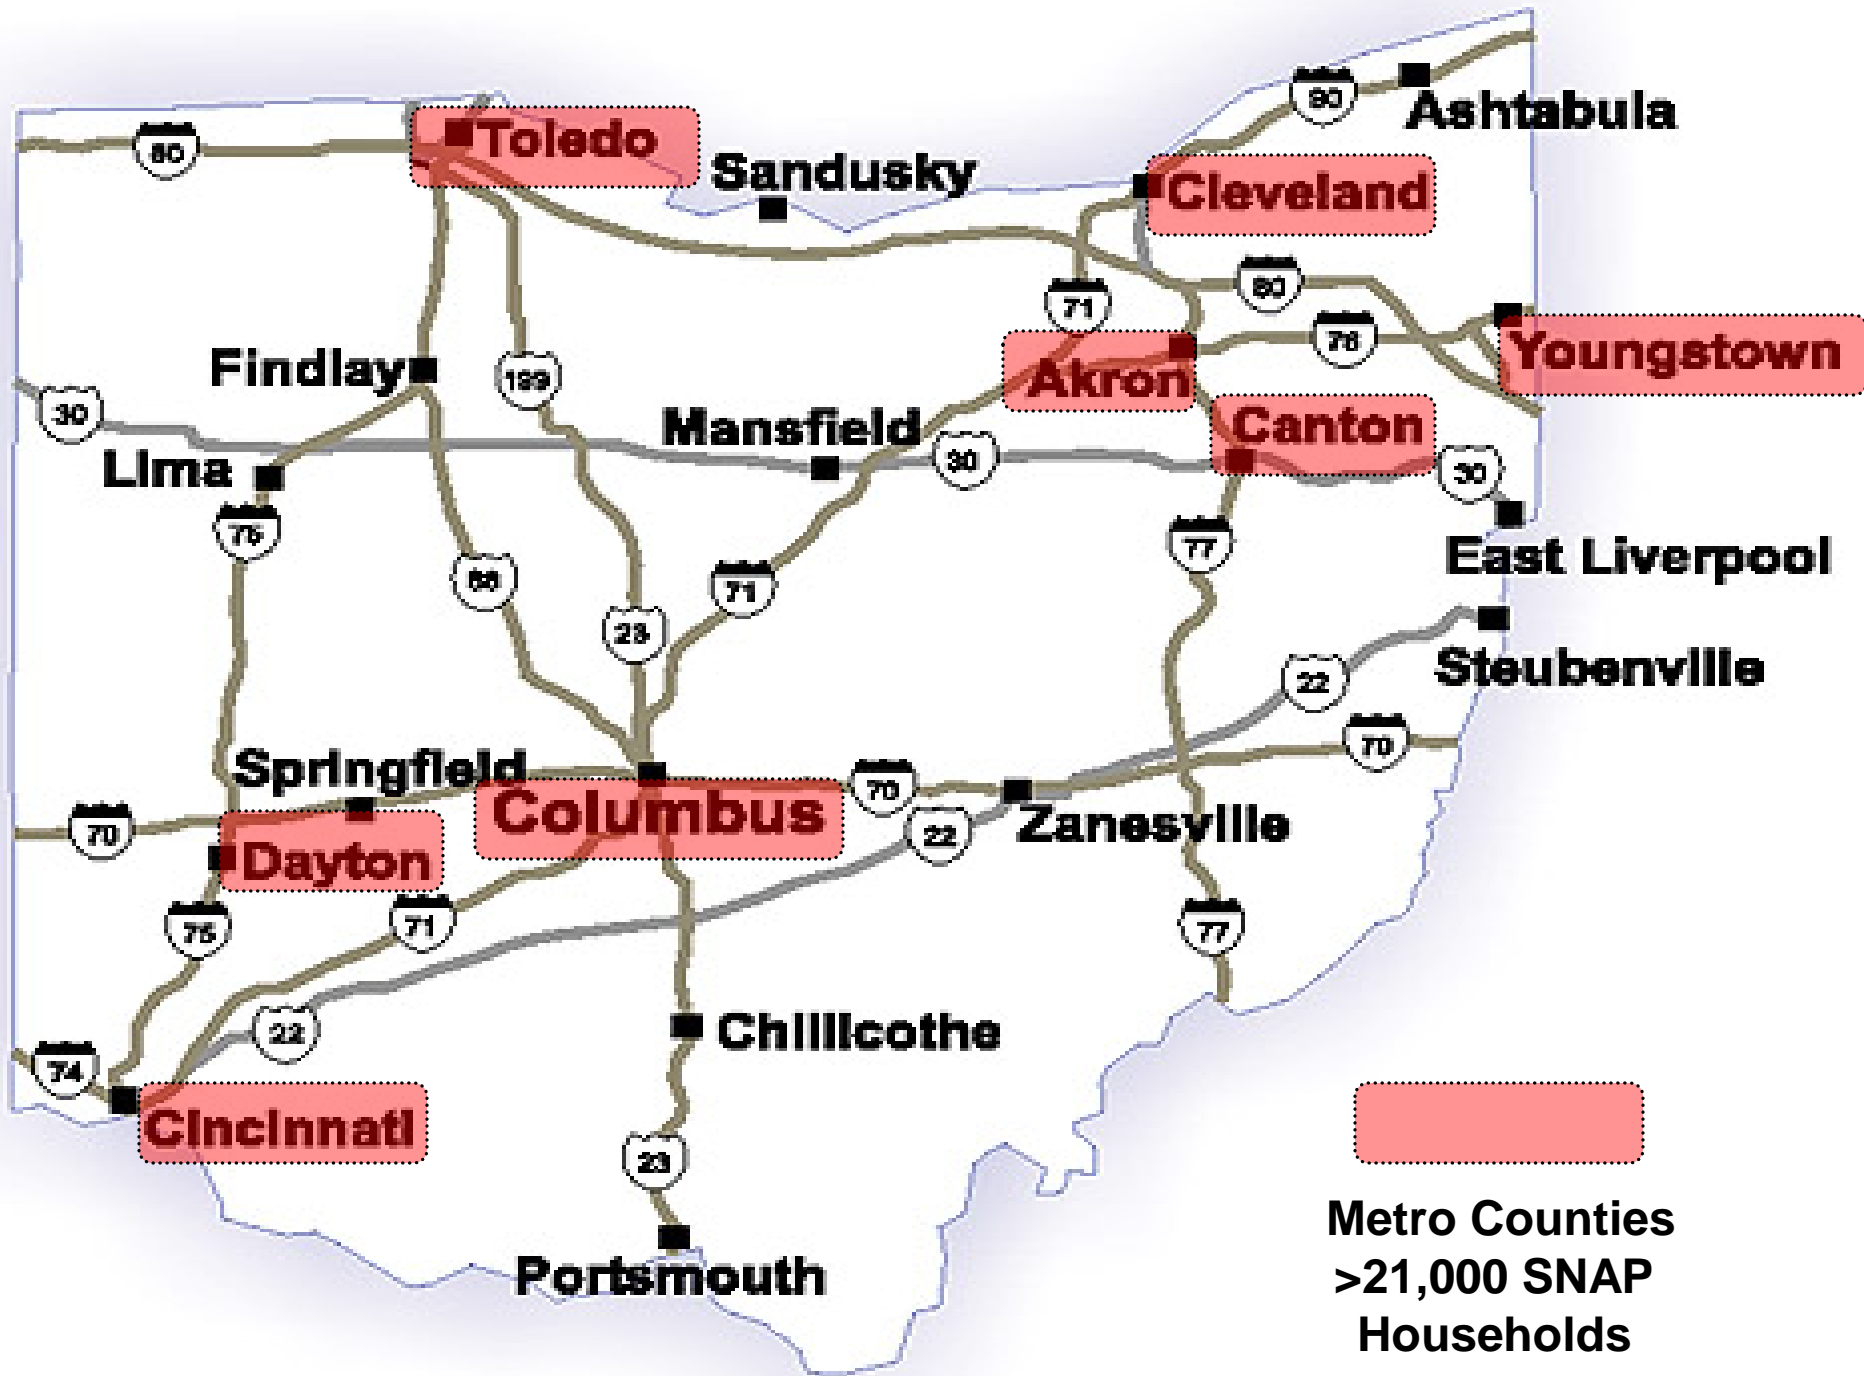 90
Ashtabula
Toledo
80
Sandusky
Cleveland
80
71
76
Youngstown
Findlay
199
Akron
30
Mansfield
Canton
Lima
30
30
75
77
East Liverpool
68
71
23
Steubenville
22
70
Springfield
70
Columbus
70
22
Zanesville
Dayton
75
71
77
22
Chillicothe
74
Cincinnati
23
Portsmouth
Metro Counties
>21,000 SNAP
Households